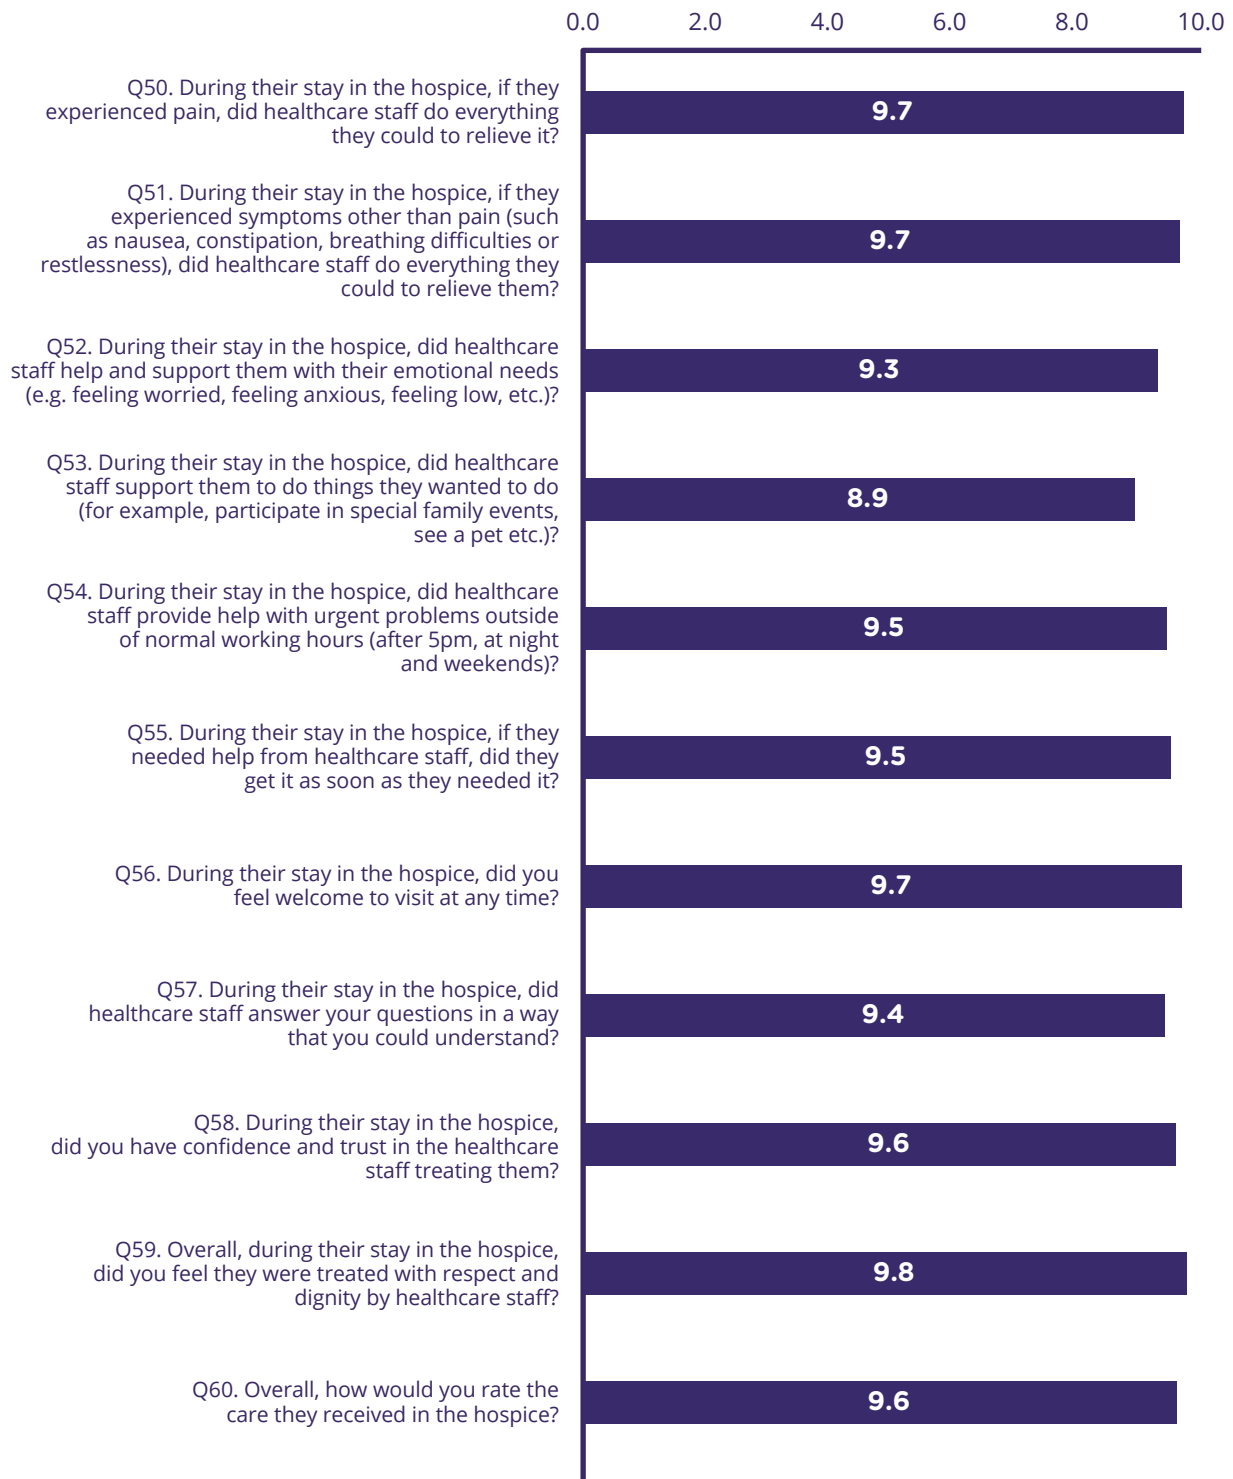 0.0 2.0 4.0 6.0 8.0 10.0
Q50. During their stay in the hospice, if they
experienced pain, did healthcare staff do everything
they could to relieve it?
9.7
Q51. During their stay in the hospice, if they
experienced symptoms other than pain (such
as nausea, constipation, breathing difficulties or
restlessness), did healthcare staff do everything they
could to relieve them?
9.7
Q52. During their stay in the hospice, did healthcare
staff help and support them with their emotional needs
(e.g. feeling worried, feeling anxious, feeling low, etc.)?
9.3
Q53. During their stay in the hospice, did healthcare
staff support them to do things they wanted to do
(for example, participate in special family events,
see a pet etc.)?
8.9
Q54. During their stay in the hospice, did healthcare
staff provide help with urgent problems outside
of normal working hours (after 5pm, at night
and weekends)?
9.5
Q55. During their stay in the hospice, if they
needed help from healthcare staff, did they
get it as soon as they needed it?
9.5
Q56. During their stay in the hospice, did you
feel welcome to visit at any time?
9.7
Q57. During their stay in the hospice, did
healthcare staff answer your questions in a way
that you could understand?
9.4
Q58. During their stay in the hospice,
did you have confidence and trust in the healthcare
staff treating them?
9.6
Q59. Overall, during their stay in the hospice,
did you feel they were treated with respect and
dignity by healthcare staff?
9.8
Q60. Overall, how would you rate the
care they received in the hospice?
9.6